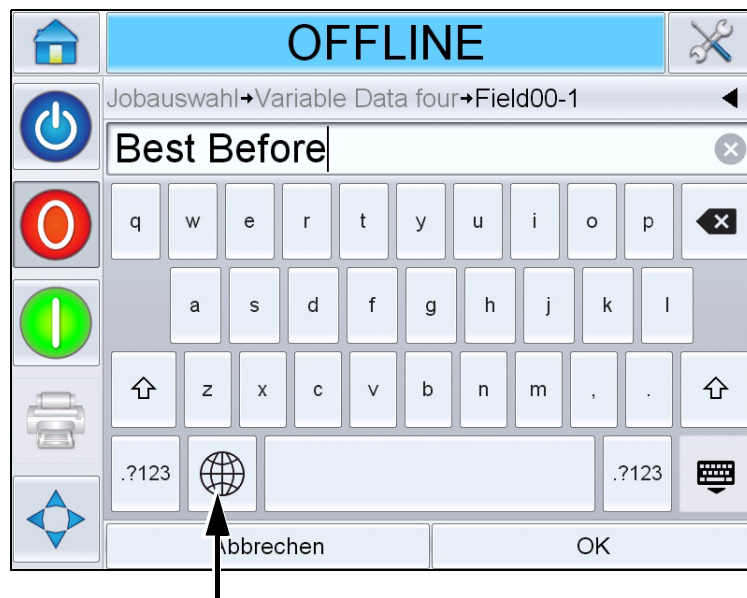 OFFLINE
Jobauswahl→Variable Data four→Field00-1
Best Before
q w e r t y u i o p
a s d f g h j k l
z x c v b n m , .
.?123 .?123
Abbrechen OK